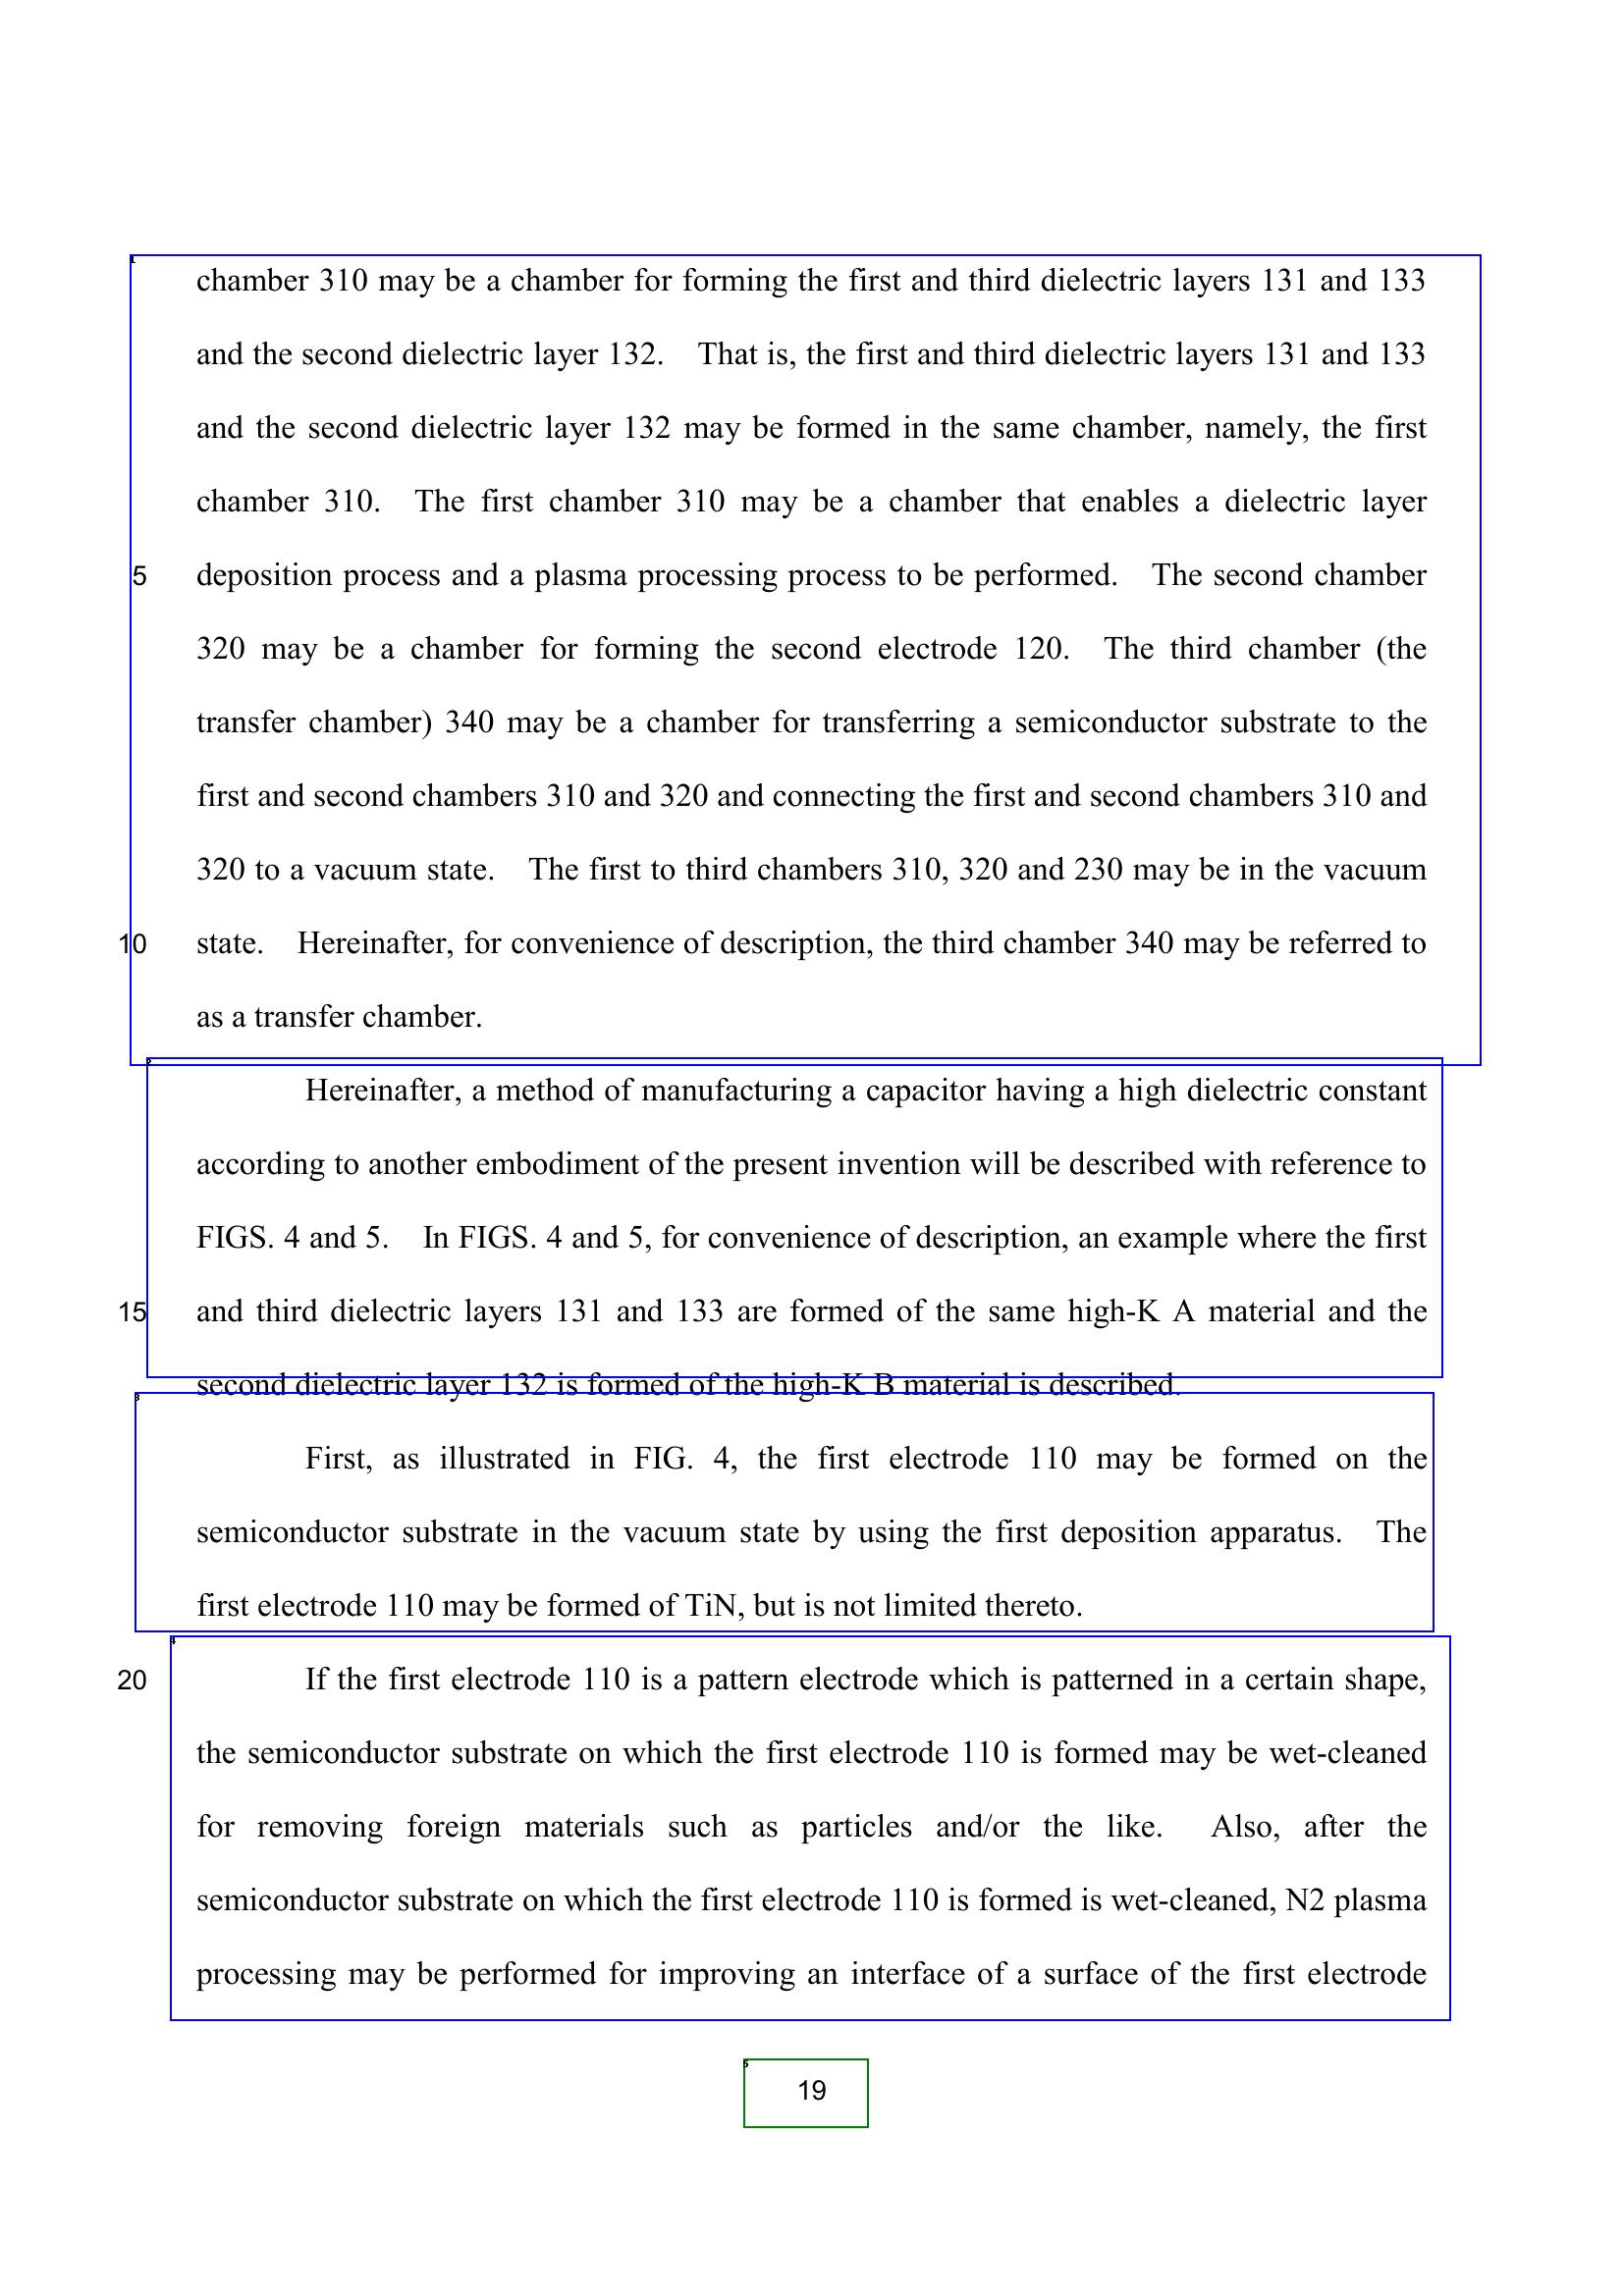 chamber 310 may be a chamber for forming the first and third dielectric layers 131 and 133
and the second dielectric layer 132. That is, the first and third dielectric layers 131 and 133
and the second dielectric layer 132 may be formed in the same chamber, namely, the first
chamber 310. The first chamber 310 may be a chamber that enables a dielectric layer
5 deposition process and a plasma processing process to be performed. The second chamber
320 may be a chamber for forming the second electrode 120. The third chamber (the
transfer chamber) 340 may be a chamber for transferring a semiconductor substrate to the
first and second chambers 310 and 320 and connecting the first and second chambers 310 and
320 to a vacuum state. The first to third chambers 310, 320 and 230 may be in the vacuum
10 state. Hereinafter, for convenience of description, the third chamber 340 may be referred to
as a transfer chamber.
Hereinafter, a method of manufacturing a capacitor having a high dielectric constant
according to another embodiment of the present invention will be described with reference to
FIGS. 4 and 5. In FIGS. 4 and 5, for convenience of description, an example where the first
15 and third dielectric layers 131 and 133 are formed of the same high-K A material and the
second dielectric layer 132 is formed of the high-K B material is described.
First, as illustrated in FIG. 4, the first electrode 110 may be formed on the
semiconductor substrate in the vacuum state by using the first deposition apparatus. The
first electrode 110 may be formed of TiN, but is not limited thereto.
20 If the first electrode 110 is a pattern electrode which is patterned in a certain shape,
the semiconductor substrate on which the first electrode 110 is formed may be wet-cleaned
for removing foreign materials such as particles and/or the like. Also, after the
semiconductor substrate on which the first electrode 110 is formed is wet-cleaned, N2 plasma
processing may be performed for improving an interface of a surface of the first electrode
19